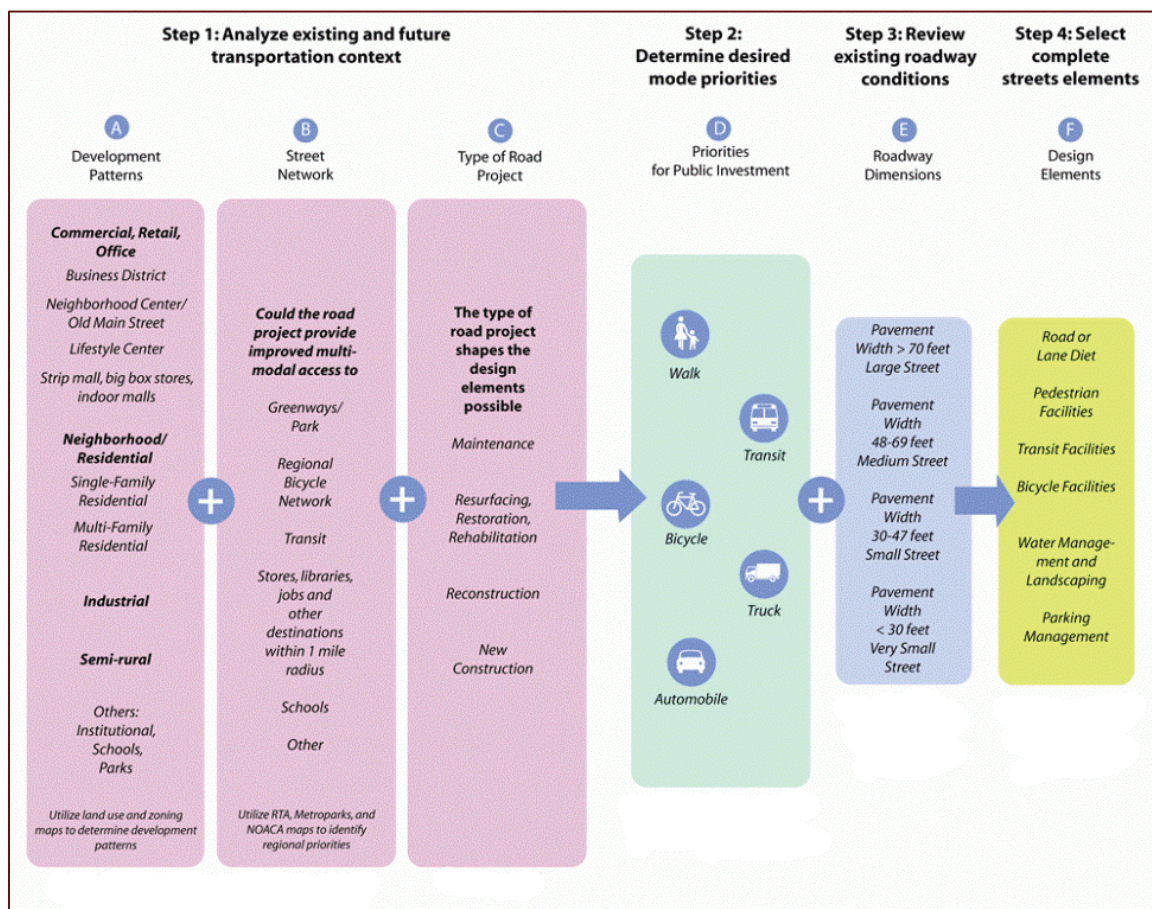 Step 1: Analyze existing and future
transportation context
Step 2:
Determine desired
mode priorities
Step 3: Review
existing roadway
conditions
Step 4: Select
complete
streets elements
A
Development
Patterns
B
Street
Network
C
Type of Road
Project
D
Priorities
for Public Investment
E
Roadway
Dimensions
F
Design
Elements
Commercial, Retail,
Office
Business District
Neighborhood Center/
Old Main Street
Lifestyle Center
Strip mall, big box stores,
indoor malls
Neighborhood/
Residential
Single-Family
Residential
Multi-Family
Residential
Industrial
Semi-rural
Others:
Institutional,
Schools,
Parks
Utilize land use and zoning
maps to determine development
patterns
+
Could the road
project provide
improved multi-
modal access to
Greenways/
Park
Regional
Bicycle
Network
Transit
Stores, libraries,
jobs and
other
destinations
within 1 mile
radius
Schools
Other
Utilize RTA, Metroparks, and
NOACA maps to identify
regional priorities
+
The type of
road project
shapes the
design
elements
possible
Maintenance
Resurfacing,
Restoration,
Rehabilitation
Reconstruction
New
Construction
Walk
Transit
Bicycle
Truck
Automobile
+
Pavement
Width > 70 feet
Large Street
Pavement
Width
48-69 feet
Medium Street
Pavement
Width
30-47 feet
Small Street
Pavement
Width
< 30 feet
Very Small
Street
Road or
Lane Diet
Pedestrian
Facilities
Transit Facilities
Bicycle Facilities
Water Manage-
ment and
Landscaping
Parking
Management